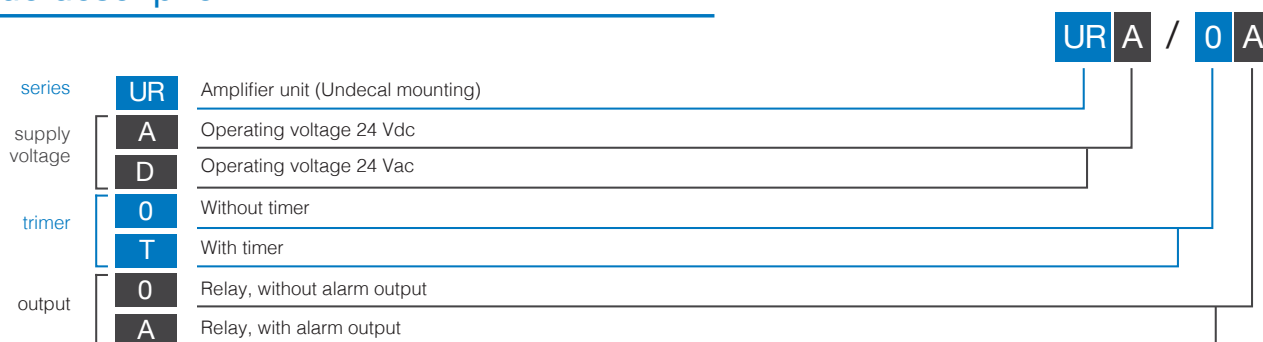 UR A / 0 A
series UR Amplifier unit (Undecal mounting)
supply voltage
A Operating voltage 24 Vdc
D Operating voltage 24 Vac
trimer
0 Without timer
T With timer
output
0 Relay, without alarm output
A Relay, with alarm output